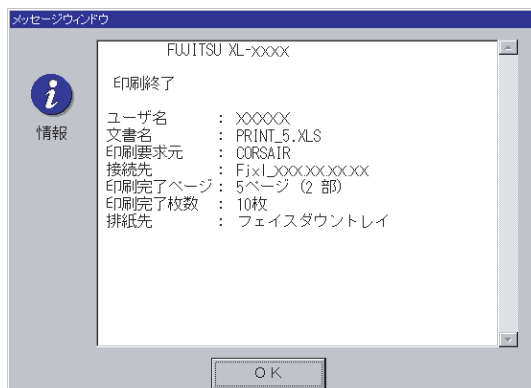 メッセージウィンドウ
FUJITSU XL-XXXX
印刷終了
情報
ユーザ名 : XXXXX
文書名 : PRINT_5.XLS
印刷要求元 : CORSAIR
接続先 : Fjxl_XXX.XX.XX.XX
印刷完了ページ : 5ページ (2 部)
印刷完了枚数 : 10枚
排紙先 : フェイスダウントレイ
OK